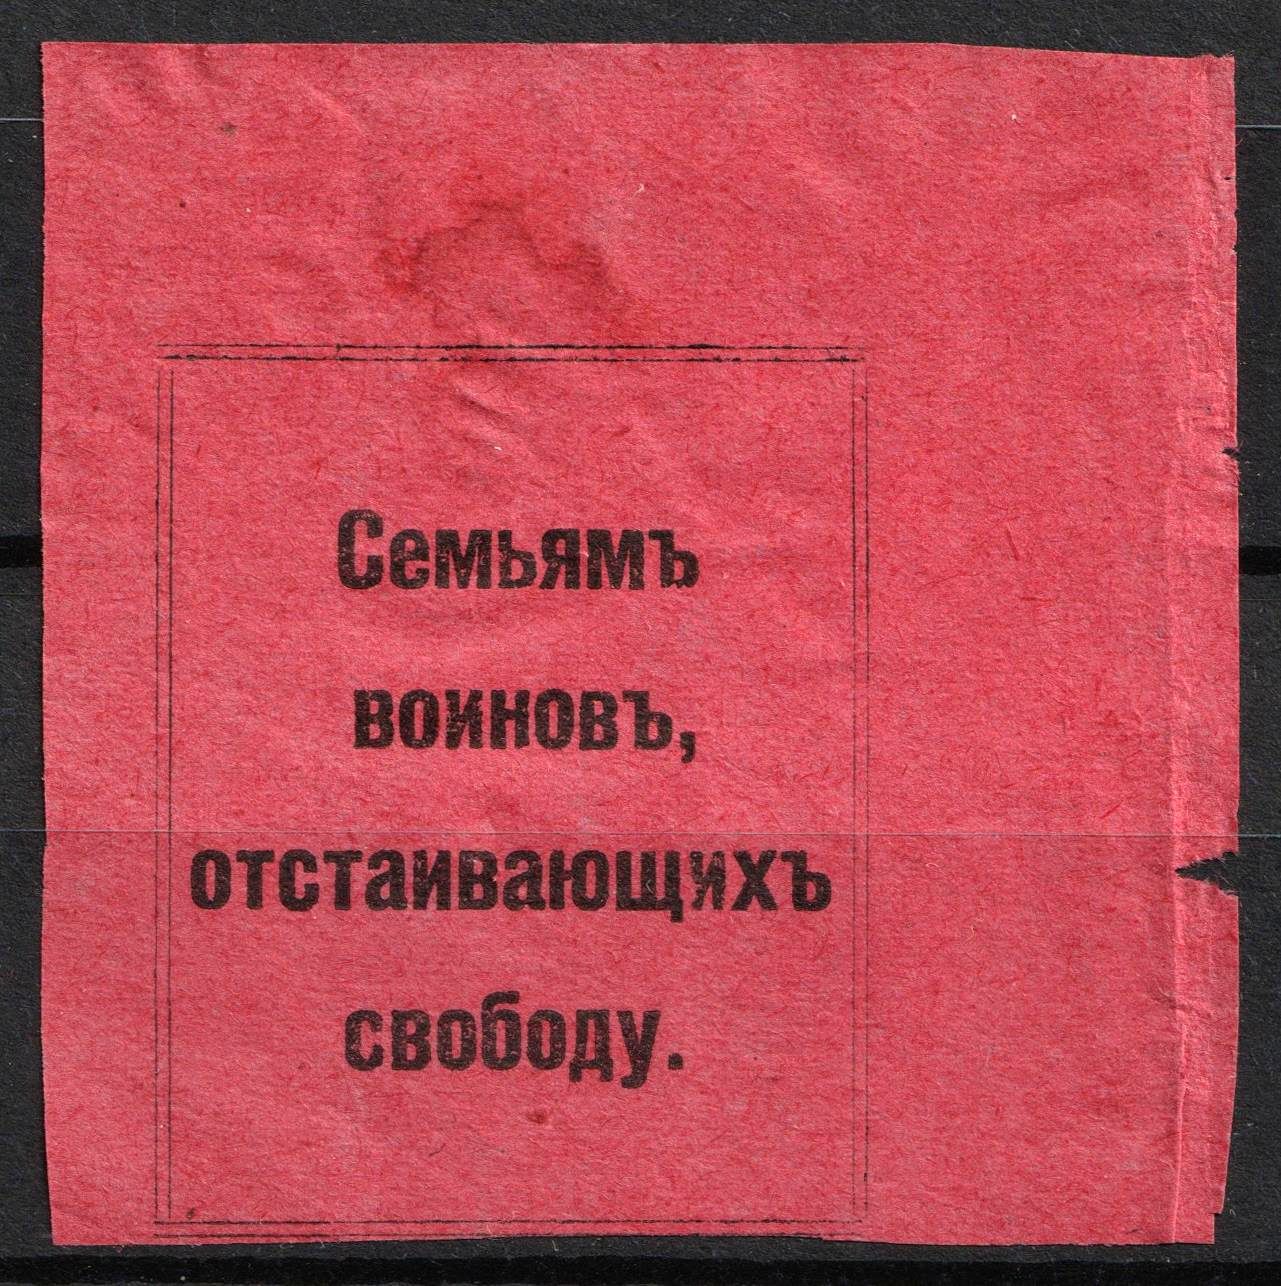 Семьямъ
воиновъ,
отстаивающихъ
свободу.